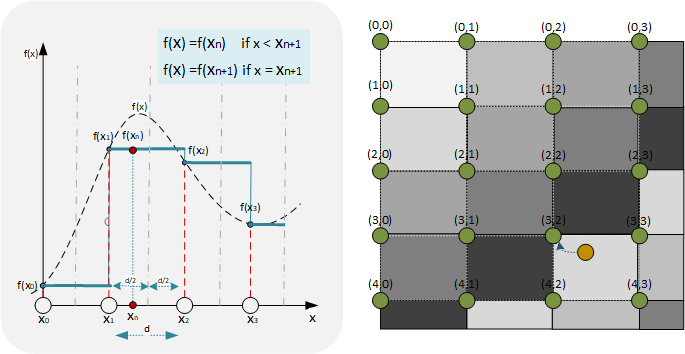 f(x) =f(xn) if x < xn+1
f(x) =f(xn+1) if x = xn+1
f(x)
f(x)
f(x1)
f(xn)
f(x2)
f(x3)
f(x0)
d/2
d/2
x0
x1
xn
x2
x3
x
d
(0,0) (0,1) (0,2) (0,3)
(1,0) (1,1) (1,2) (1,3)
(2,0) (2,1) (2,2) (2,3)
(3,0) (3,1) (3,2) (3,3)
(4,0) (4,1) (4,2) (4,3)